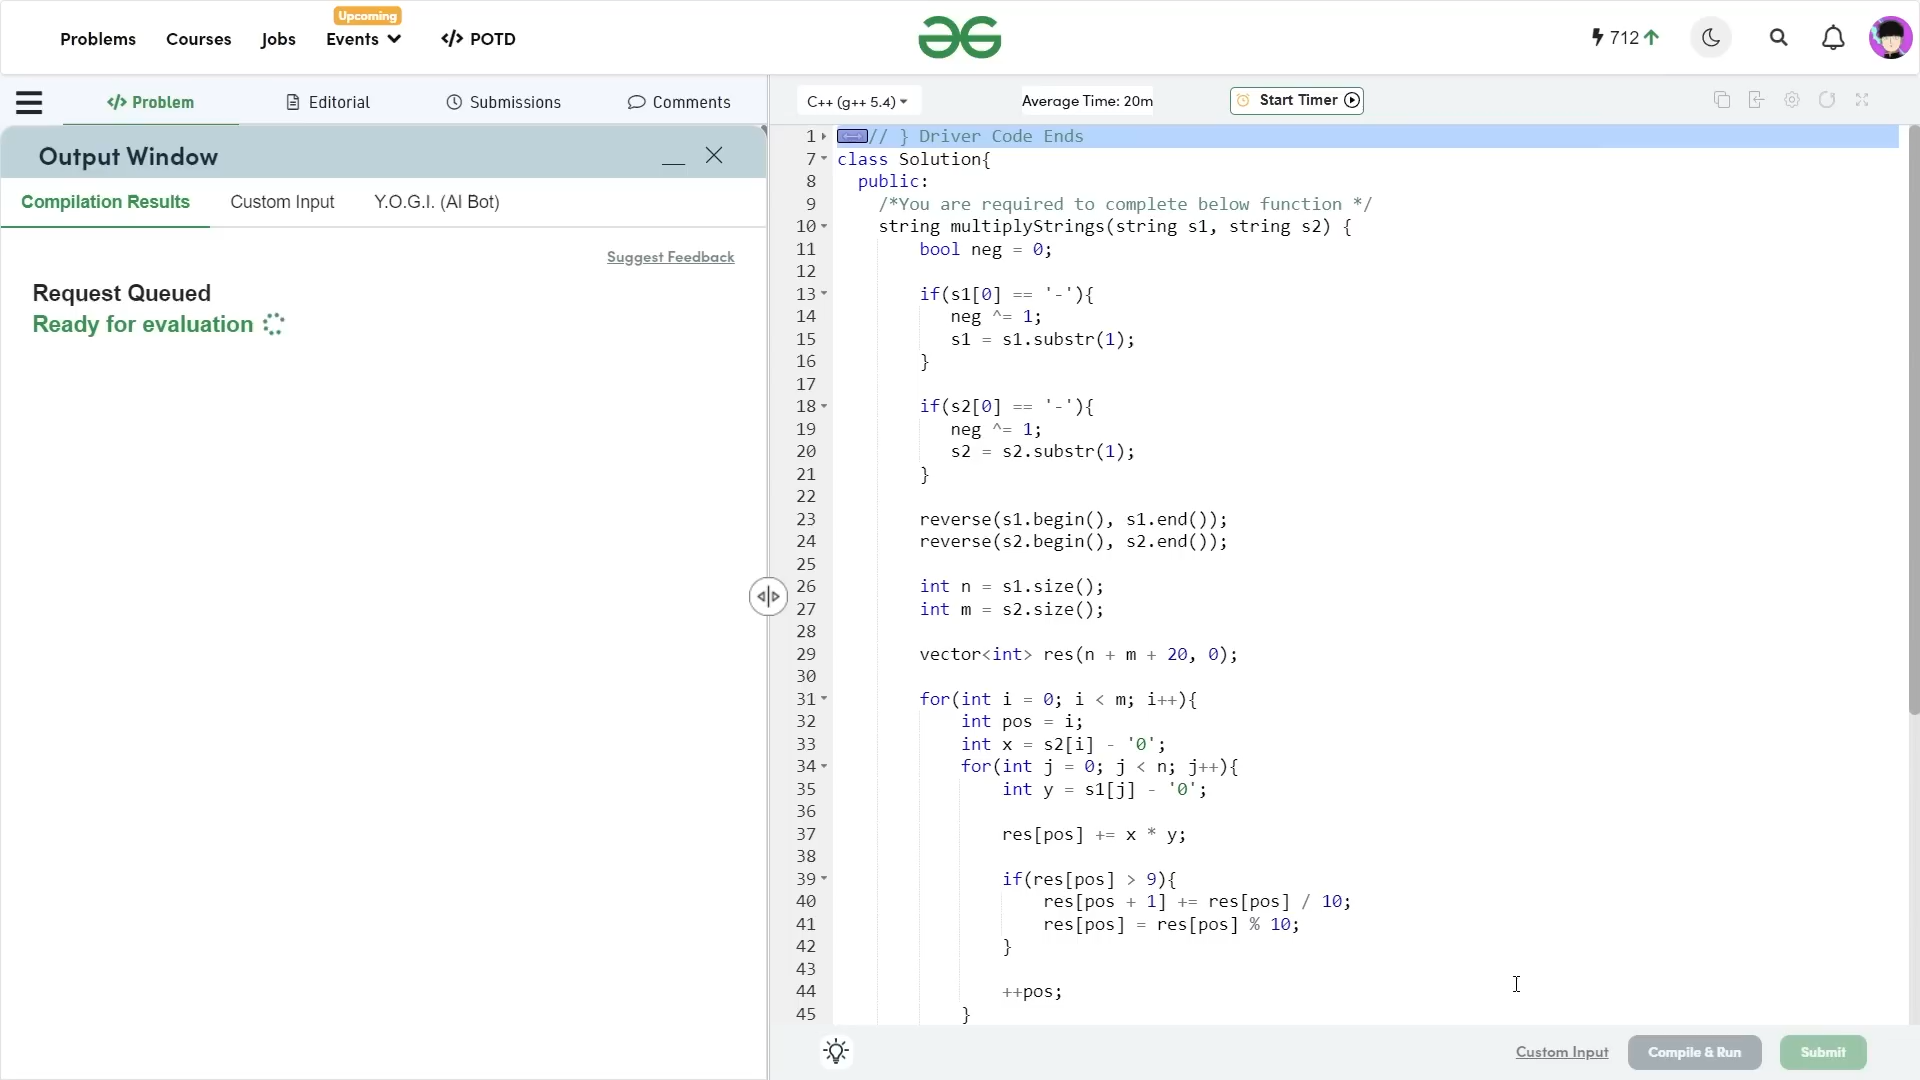 Upcoming
Problems Courses Jobs Events </> POTD
712
</> Problem Editorial Submissions Comments
C++ (g++ 5.4) Average Time: 20m Start Timer
Output Window
Compilation Results Custom Input Y.O.G.I. (AI Bot)
Suggest Feedback
Request Queued
Ready for evaluation
1 // } Driver Code Ends
7 class Solution{
8 public:
9 /*You are required to complete below function */
10 string multiplyStrings(string s1, string s2) {
11 bool neg = 0;
12
13 if(s1[0] == '-'){
14 neg ^= 1;
15 s1 = s1.substr(1);
16 }
17
18 if(s2[0] == '-'){
19 neg ^= 1;
20 s2 = s2.substr(1);
21 }
22
23 reverse(s1.begin(), s1.end());
24 reverse(s2.begin(), s2.end());
25
26 int n = s1.size();
27 int m = s2.size();
28
29 vector<int> res(n + m + 20, 0);
30
31 for(int i = 0; i < m; i++){
32 int pos = i;
33 int x = s2[i] - '0';
34 for(int j = 0; j < n; j++){
35 int y = s1[j] - '0';
36
37 res[pos] += x * y;
38
39 if(res[pos] > 9){
40 res[pos + 1] += res[pos] / 10;
41 res[pos] = res[pos] % 10;
42 }
43
44 ++pos;
45 }
Custom Input Compile & Run Submit